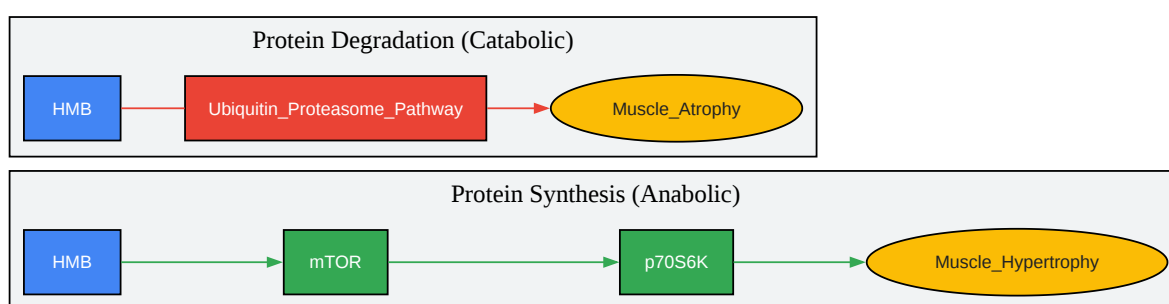 Protein Degradation (Catabolic)
HMB
Ubiquitin_Proteasome_Pathway
Muscle_Atrophy
Protein Synthesis (Anabolic)
HMB
mTOR
p70S6K
Muscle_Hypertrophy